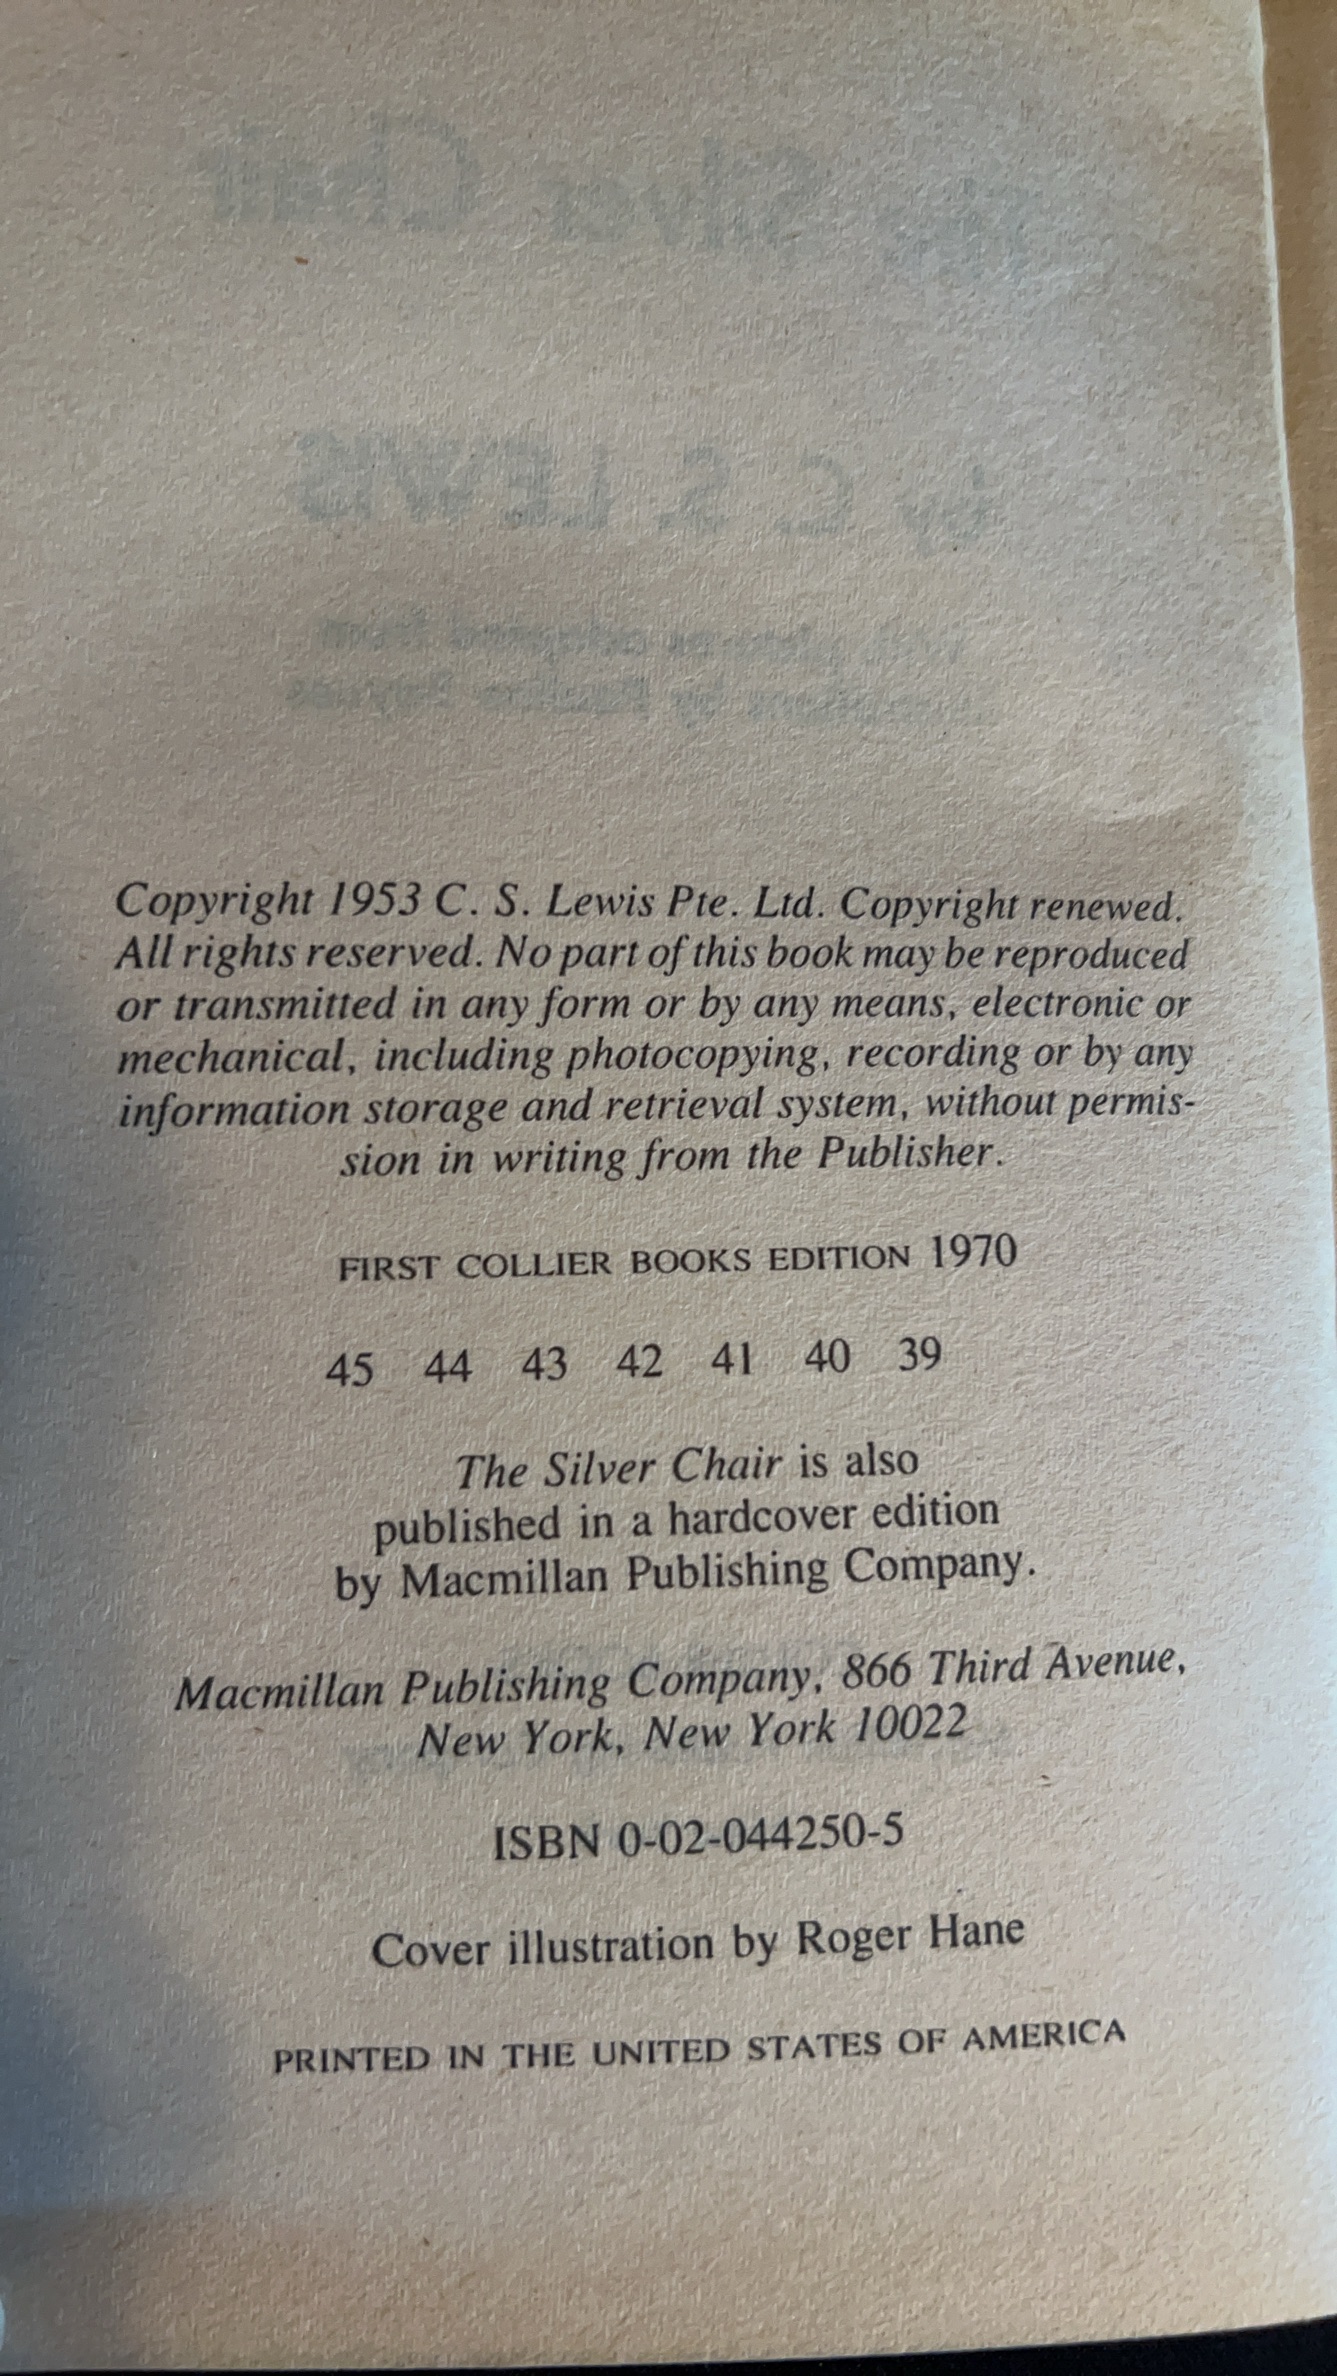 Copyright 1953 C. S. Lewis Pte. Ltd. Copyright renewed.
All rights reserved. No part of this book may be reproduced
or transmitted in any form or by any means, electronic or
mechanical, including photocopying, recording or by any
information storage and retrieval system, without permis-
sion in writing from the Publisher.
FIRST COLLIER BOOKS EDITION 1970
45 44 43 42 41 40 39
The Silver Chair is also
published in a hardcover edition
by Macmillan Publishing Company.
Macmillan Publishing Company, 866 Third Avenue,
New York, New York 10022
ISBN 0-02-044250-5
Cover illustration by Roger Hane
PRINTED IN THE UNITED STATES OF AMERICA